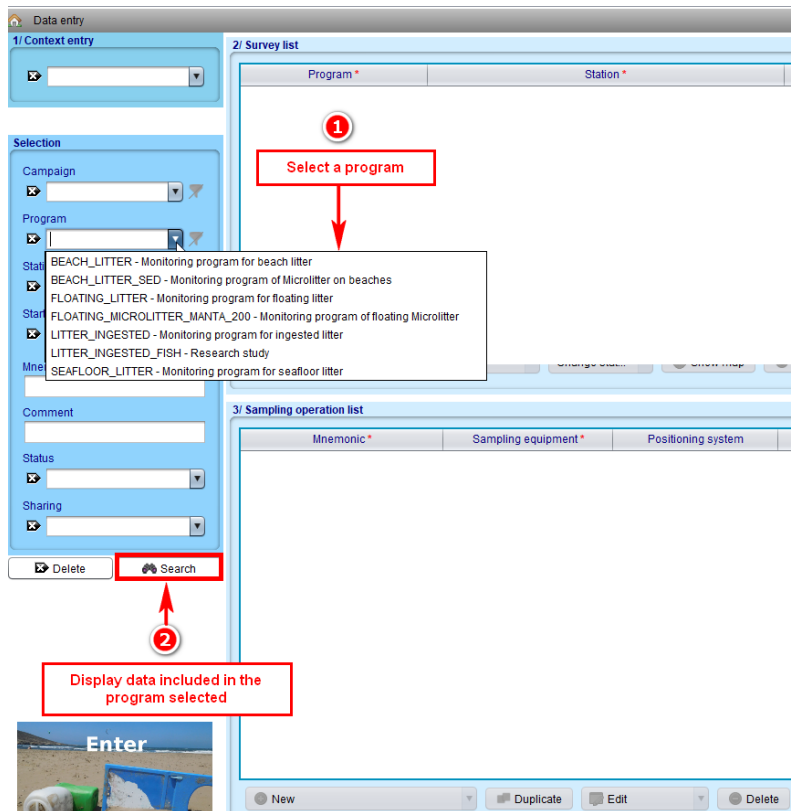 Data entry
1/ Context entry
Selection
Campaign
Program
BEACH_LITTER - Monitoring program for beach litter
BEACH_LITTER_SED - Monitoring program of Microlitter on beaches
FLOATING_LITTER - Monitoring program for floating litter
FLOATING_MICROLITTER_MANTA_200 - Monitoring program of floating Microlitter
LITTER_INGESTED - Monitoring program for ingested litter
LITTER_INGESTED_FISH - Research study
SEAFLOOR_LITTER - Monitoring program for seafloor litter
Comment
Status
Sharing
Delete
Search
2
Display data included in the
program selected
Enter
2/ Survey list
Program *
Station *
1
Select a program
3/ Sampling operation list
Mnemonic *
Sampling equipment *
Positioning system
New
Duplicate
Edit
Delete